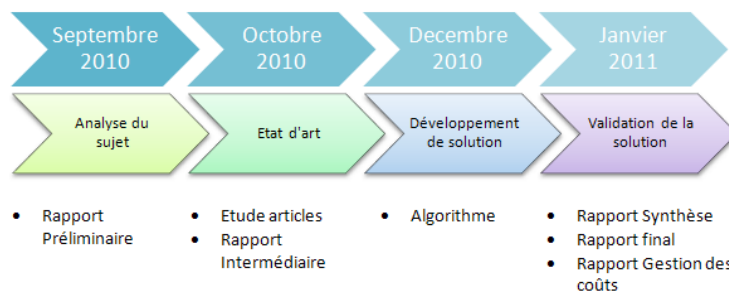 Septembre
2010
Octobre
2010
Decembre
2010
Janvier
2011
Analyse du
sujet
Etat d'art
Développement
de solution
Validation de la
solution
• Rapport
Préliminaire
• Etude articles
• Rapport
Intermédiaire
• Algorithme
• Rapport Synthèse
• Rapport final
• Rapport Gestion des
coûts